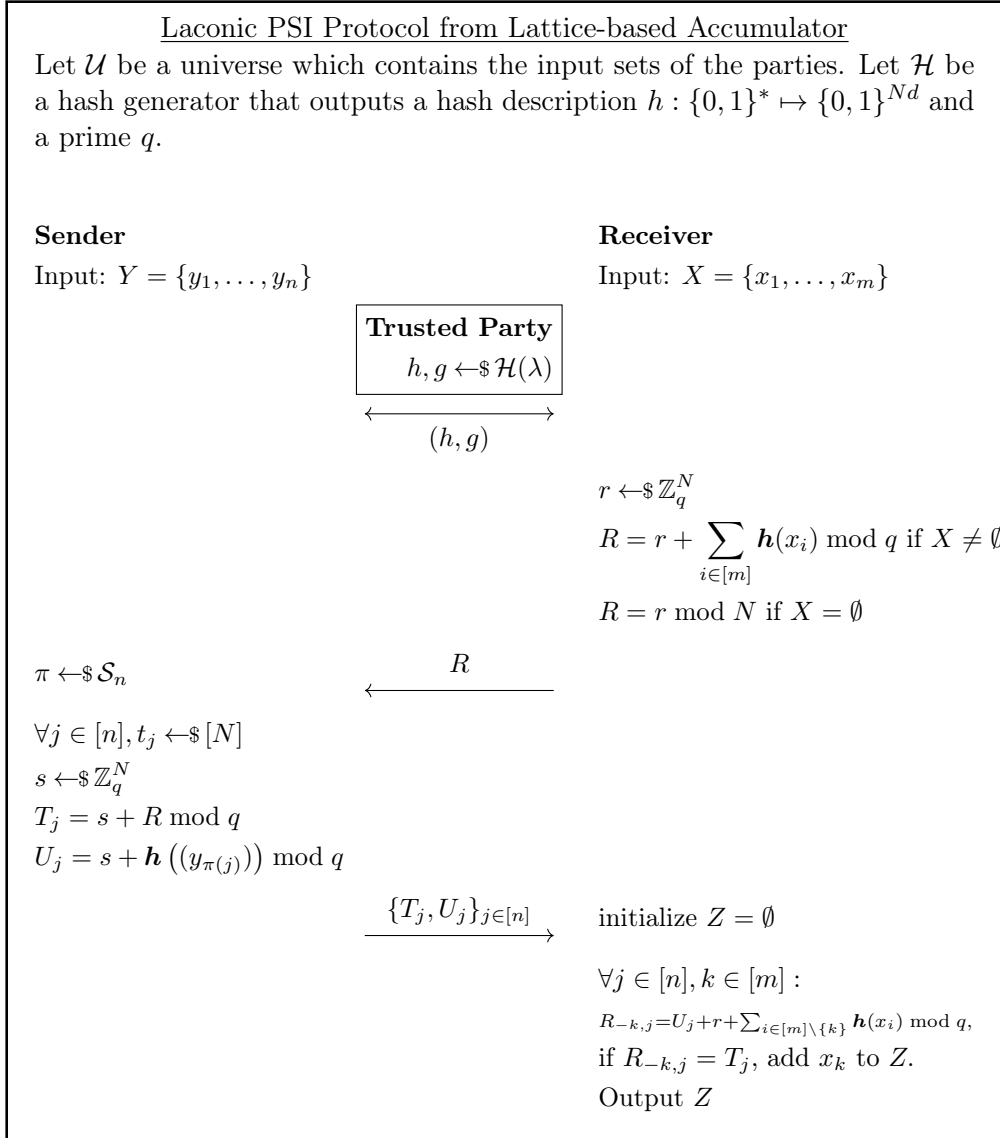 Laconic PSI Protocol from Lattice-based Accumulator
Let 𝒰 be a universe which contains the input sets of the parties. Let ℋ be
a hash generator that outputs a hash description h : {0, 1}^* ↦ {0, 1}^{Nd} and
a prime q.
Sender Receiver
Input: Y = {y_1, . . . , y_n} Input: X = {x_1, . . . , x_m}
Trusted Party
h, g ←$ ℋ(λ)
(h, g)
r ←$ ℤ_q^N
R = r + ∑_{i∈[m]} h(x_i) mod q if X ≠ ∅
R = r mod N if X = ∅
π ←$ 𝒮_n R
∀j ∈ [n], t_j ←$ [N]
s ←$ ℤ_q^N
T_j = s + R mod q
U_j = s + h ((y_{π(j)})) mod q
{T_j, U_j}_{j∈[n]} initialize Z = ∅
∀j ∈ [n], k ∈ [m] :
R_{−k,j}=U_j+r+∑_{i∈[m]\{k}} h(x_i) mod q,
if R_{−k,j} = T_j, add x_k to Z.
Output Z